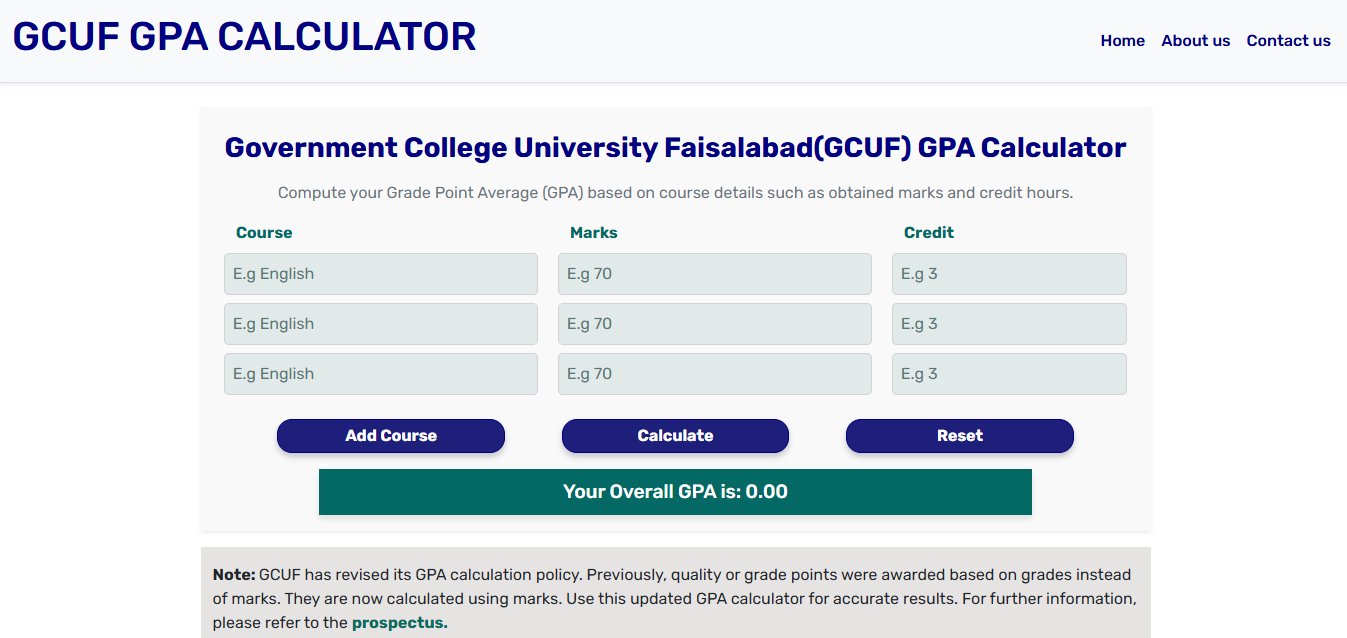 GCUF GPA CALCULATOR
Home About us Contact us
Government College University Faisalabad(GCUF) GPA Calculator
Compute your Grade Point Average (GPA) based on course details such as obtained marks and credit hours.
Course Marks Credit
E.g English E.g 70 E.g 3
E.g English E.g 70 E.g 3
E.g English E.g 70 E.g 3
Add Course Calculate Reset
Your Overall GPA is: 0.00
Note: GCUF has revised its GPA calculation policy. Previously, quality or grade points were awarded based on grades instead
of marks. They are now calculated using marks. Use this updated GPA calculator for accurate results. For further information,
please refer to the prospectus.